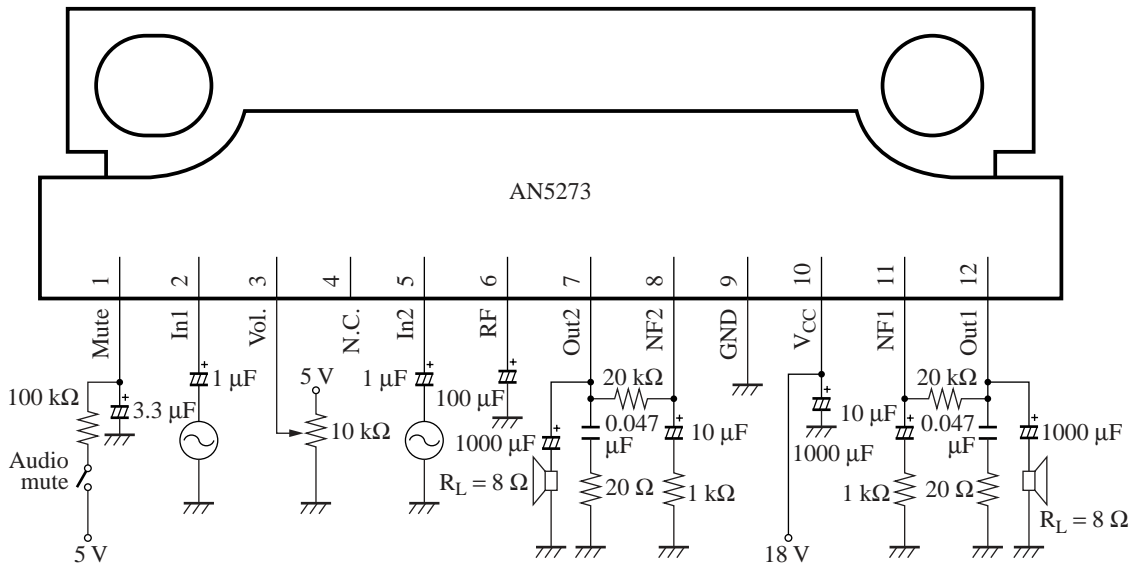 AN5273
1 2 3 4 5 6 7 8 9 10 11 12
Mute In1 Vol. N.C. In2 RF Out2 NF2 GND VCC NF1 Out1
100 kΩ
3.3 µF
Audio
mute
5 V
1 µF
5 V
10 kΩ
1 µF
100 µF
1000 µF
RL = 8 Ω
20 kΩ
0.047
µF
20 Ω
10 µF
1 kΩ
18 V
1000 µF
10 µF
1 kΩ
20 kΩ
0.047
µF
20 Ω
1000 µF
RL = 8 Ω